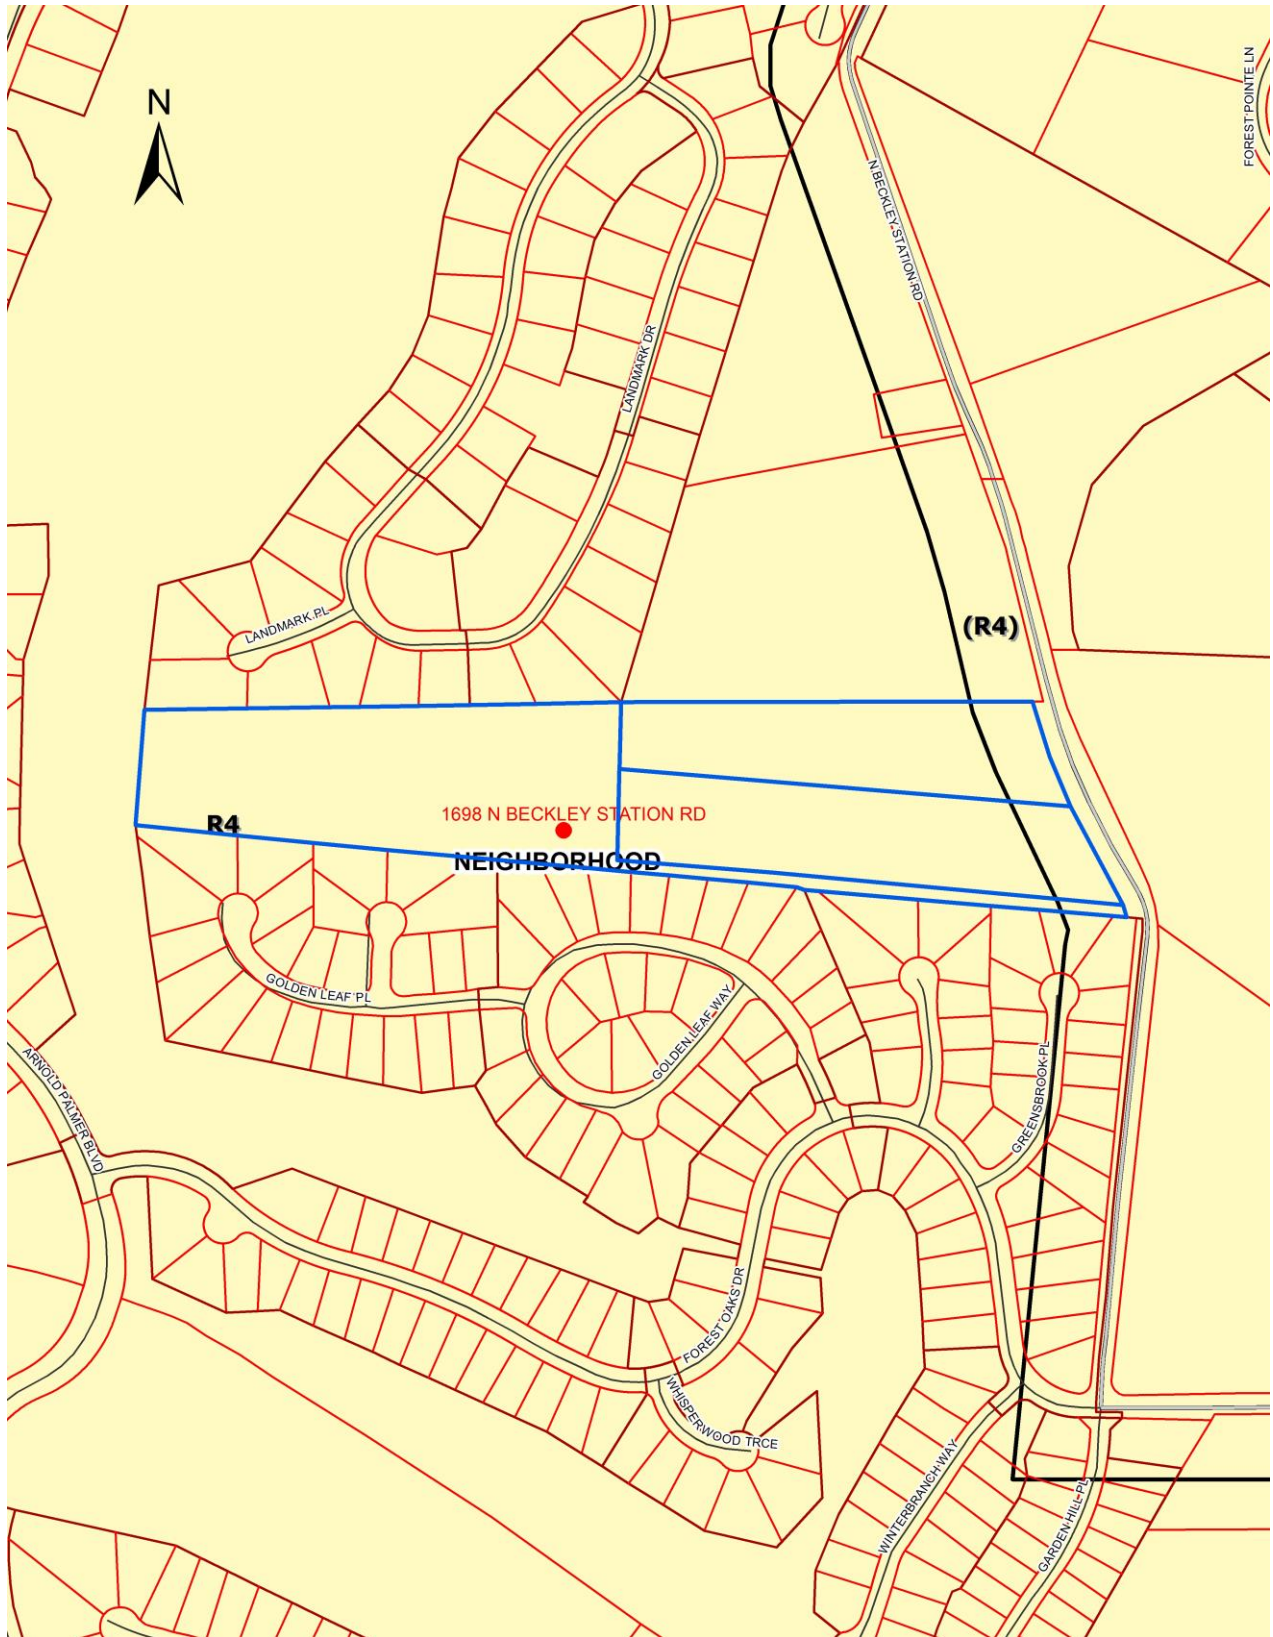 FOREST POINTE LN
N
N BECKLEY STATION RD
LANDMARK DR
LANDMARK PL
(R4)
R4
1698 N BECKLEY STATION RD
NEIGHBORHOOD
GOLDEN LEAF PL
GOLDEN LEAF WAY
ARNOLD PALMER BLVD
GREENSBROOK PL
FOREST OAKS DR
WHISPERWOOD TRCE
WINTERBRANCH WAY
GARDEN HILL PL